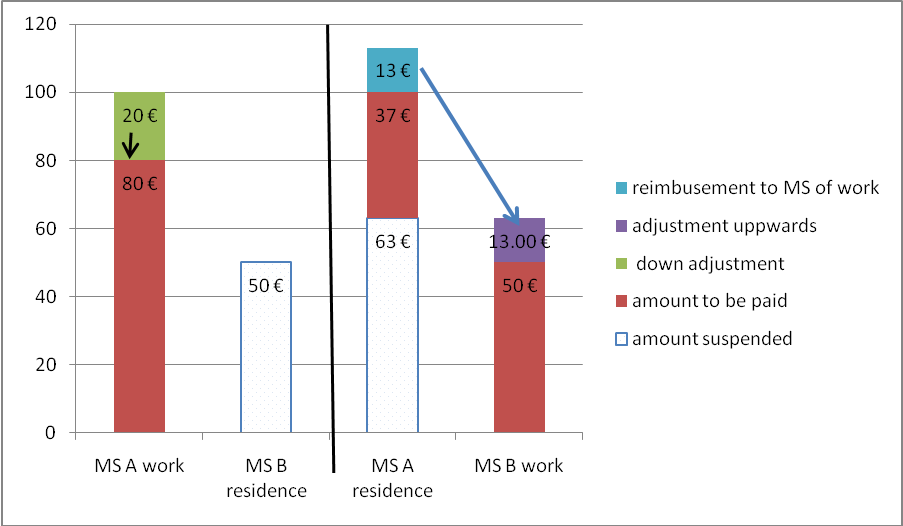 120
100
80
60
40
20
0
20 €
80 €
50 €
13 €
37 €
63 €
13.00 €
50 €
MS A work
MS B
residence
MS A
residence
MS B work
reimbusement to MS of work
adjustment uppwards
down adjustment
amount to be paid
amount suspended